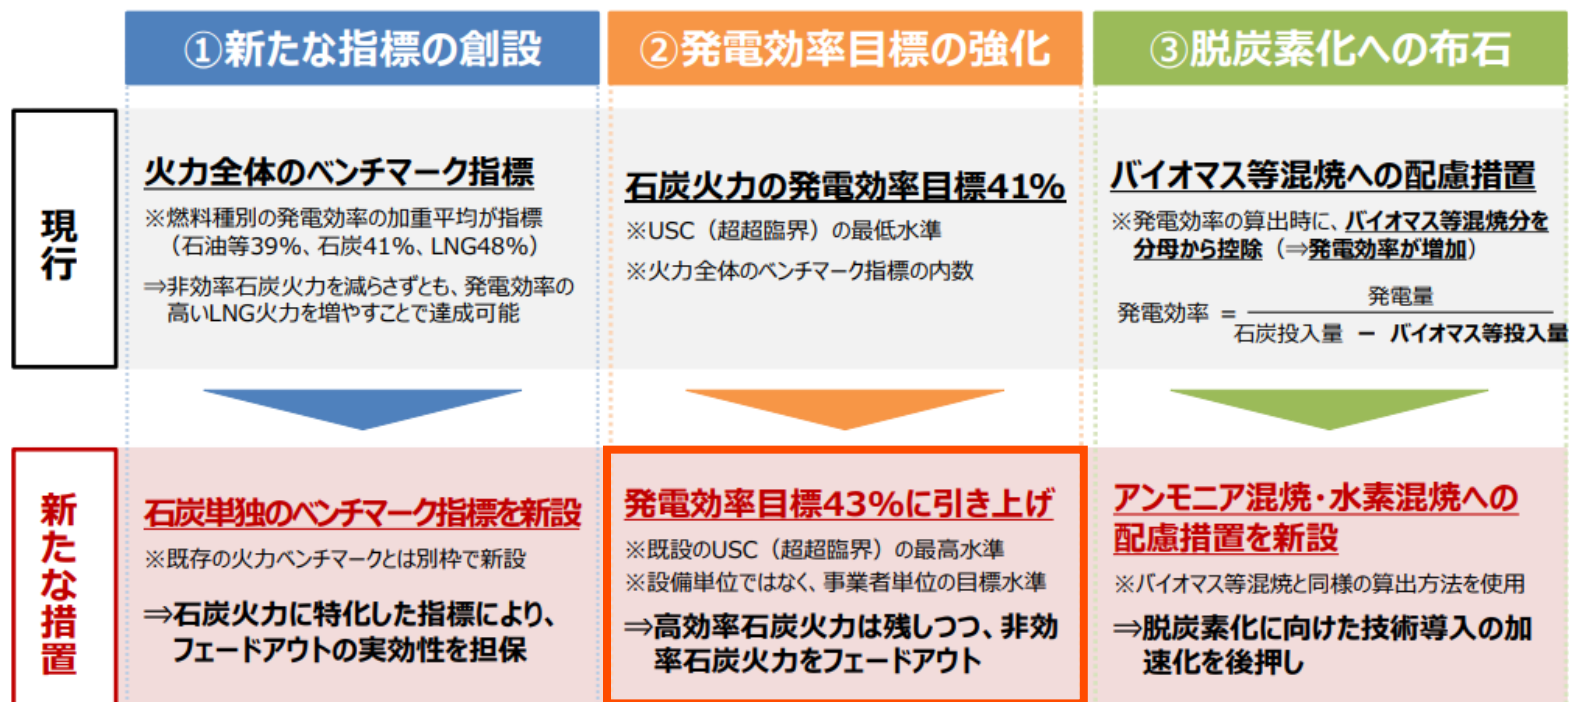 ①新たな指標の創設
②発電効率目標の強化
③脱炭素化への布石
現行
火力全体のベンチマーク指標
※燃料種別の発電効率の加重平均が指標
（石油等39%、石炭41%、LNG48%）
⇒非効率石炭火力を減らさずとも、発電効率の
高いLNG火力を増やすことで達成可能
石炭火力の発電効率目標41%
※USC（超超臨界）の最低水準
※火力全体のベンチマーク指標の内数
バイオマス等混焼への配慮措置
※発電効率の算出時に、バイオマス等混焼分を
分母から控除（⇒発電効率が増加）
発電量
発電効率 =
石炭投入量 － バイオマス等投入量
新たな措置
石炭単独のベンチマーク指標を新設
※既存の火力ベンチマークとは別枠で新設
⇒石炭火力に特化した指標により、
フェードアウトの実効性を担保
発電効率目標43%に引き上げ
※既設のUSC（超超臨界）の最高水準
※設備単位ではなく、事業者単位の目標水準
⇒高効率石炭火力は残しつつ、非効
率石炭火力をフェードアウト
アンモニア混焼・水素混焼への
配慮措置を新設
※バイオマス等混焼と同様の算出方法を使用
⇒脱炭素化に向けた技術導入の加
速化を後押し